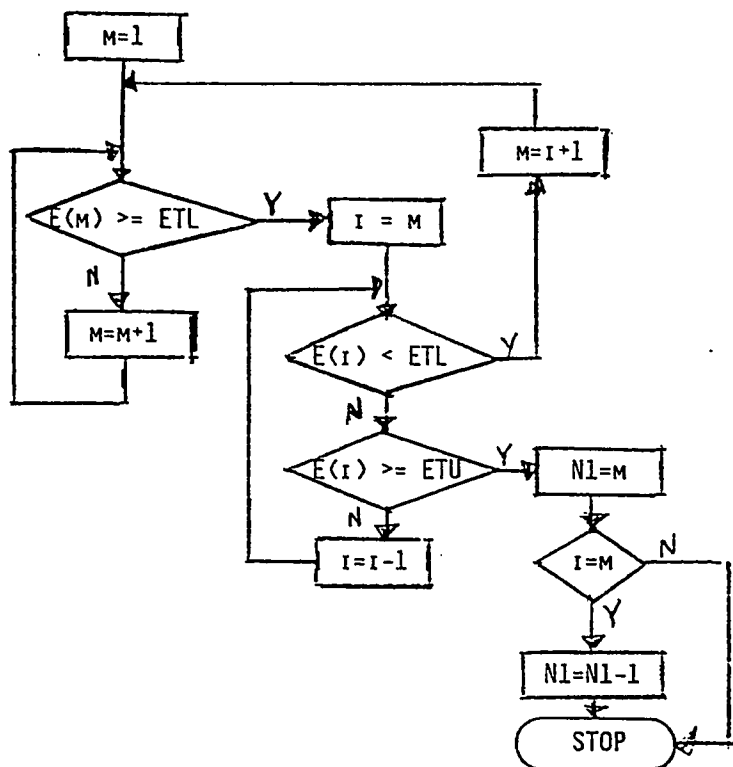 M=1
M=I+1
E(M) >= ETL
Y
I = M
N
M=M+1
E(I) < ETL
Y
N
E(I) >= ETU
Y
N1=M
N
I=I-1
I=M
N
Y
N1=N1-1
STOP